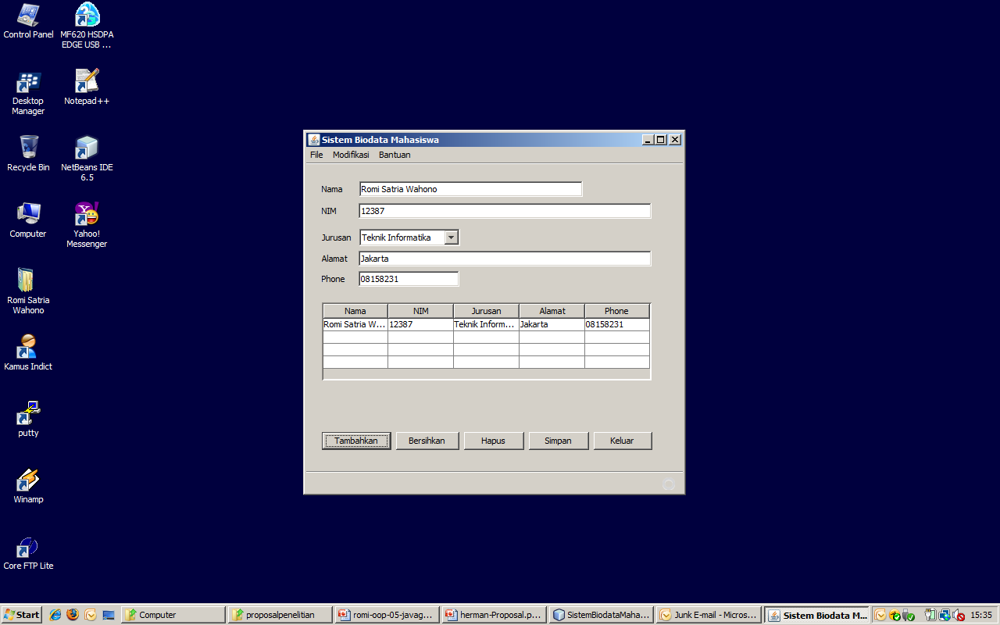 Control Panel
MF620 HSDPA
EDGE USB ...
Desktop
Manager
Notepad++
Recycle Bin
NetBeans IDE
6.5
Computer
Yahoo!
Messenger
Romi Satria
Wahono
Kamus Indict
putty
Winamp
Core FTP Lite
Sistem Biodata Mahasiswa
File Modifikasi Bantuan
Nama Romi Satria Wahono
NIM 12387
Jurusan Teknik Informatika
Alamat Jakarta
Phone 08158231
Nama NIM Jurusan Alamat Phone
Romi Satria W... 12387 Teknik Inform... Jakarta 08158231
Tambahkan Bersihkan Hapus Simpan Keluar
Start Computer proposalpenelitian romi-oop-05-javag... herman-Proposal.p... SistemBiodataMaha... Junk E-mail - Micros... Sistem Biodata M... 15:35